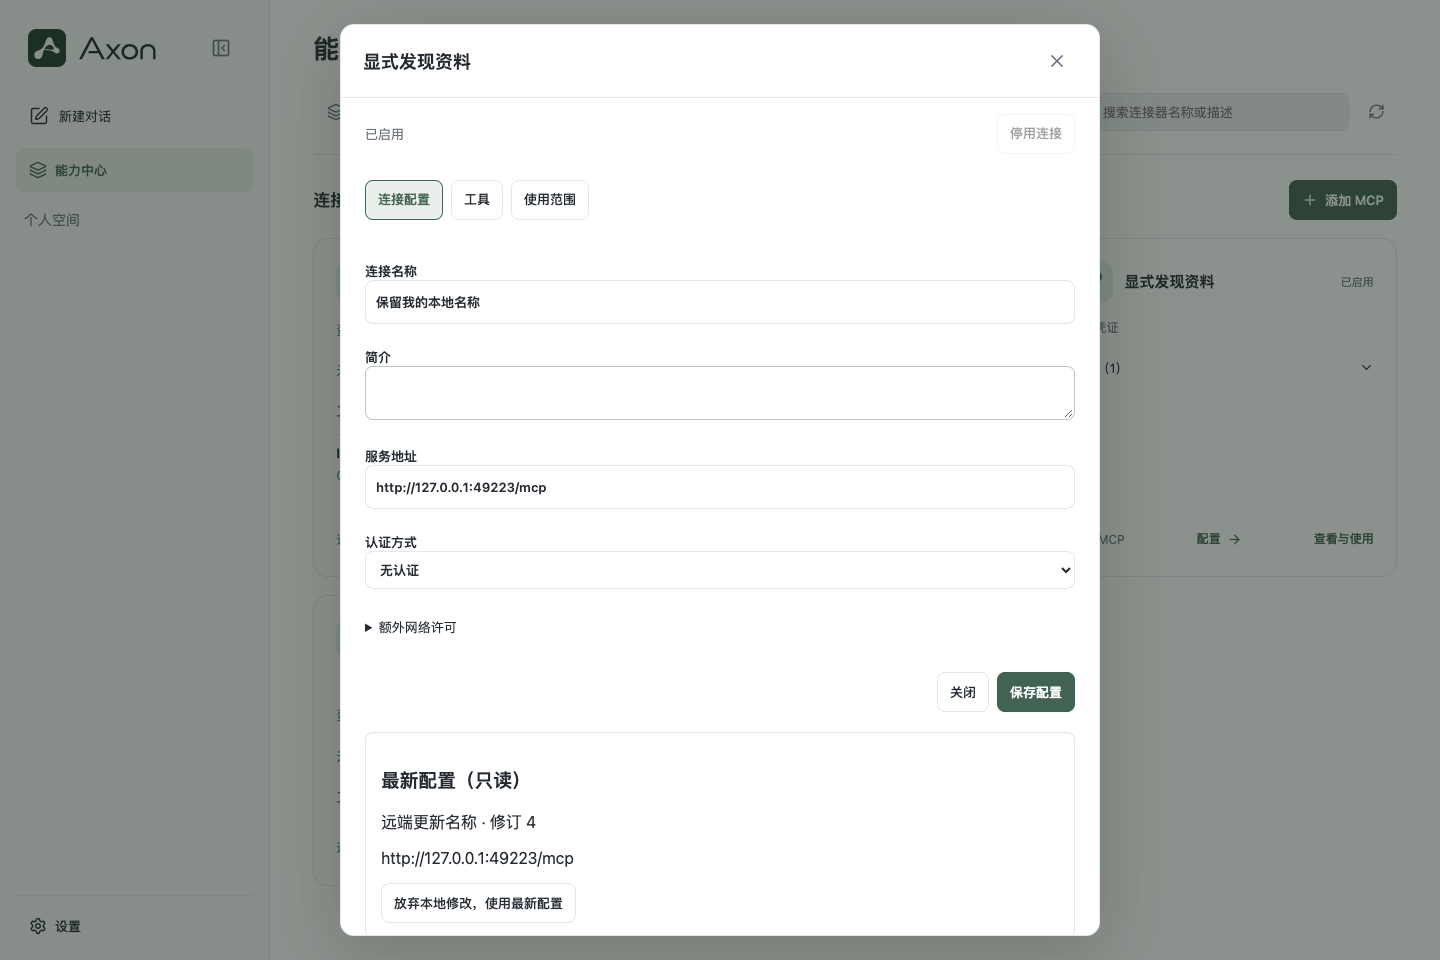 Axon
新建对话
能力中心
个人空间
设置
能
搜索连接器名称或描述
连接
添加 MCP
显式发现资料
已启用
凭证
(1)
MCP
配置
查看与使用
显式发现资料
已启用
停用连接
连接配置
工具
使用范围
连接名称
保留我的本地名称
简介
服务地址
http://127.0.0.1:49223/mcp
认证方式
无认证
额外网络许可
关闭
保存配置
最新配置（只读）
远端更新名称 · 修订 4
http://127.0.0.1:49223/mcp
放弃本地修改，使用最新配置